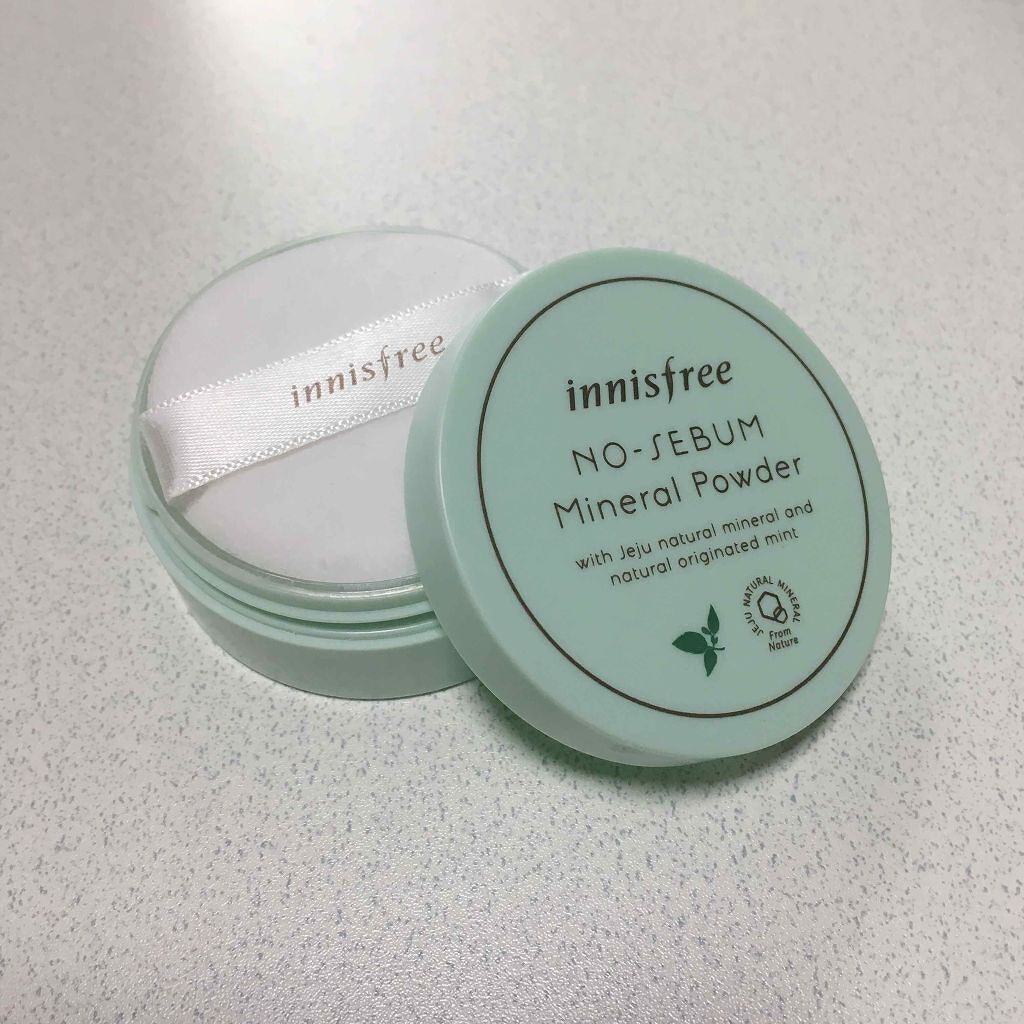 innisfree
innisfree
NO-SEBUM
Mineral Powder
with Jeju natural mineral and
natural originated mint
JEJU NATURAL MINERAL
From
Nature